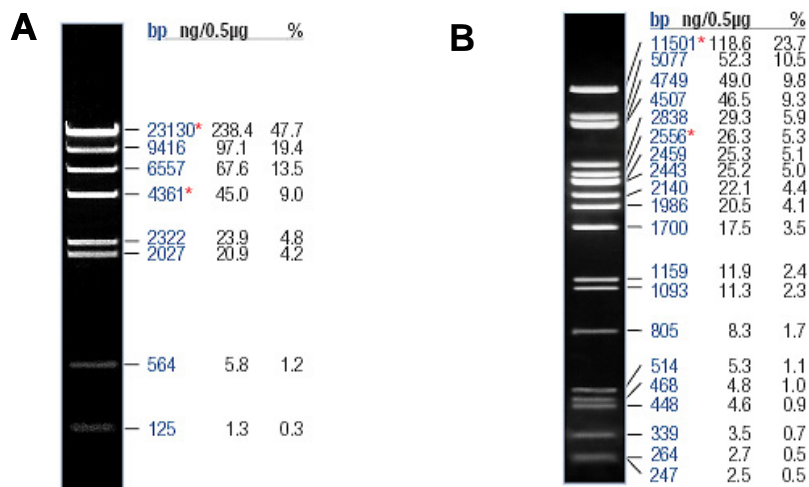 A
bp ng/0.5µg %
23130* 238.4 47.7
9416 97.1 19.4
6557 67.6 13.5
4361* 45.0 9.0
2322 23.9 4.8
2027 20.9 4.2
564 5.8 1.2
125 1.3 0.3
B
bp ng/0.5µg %
11501* 118.6 23.7
5077 52.3 10.5
4749 49.0 9.8
4507 46.5 9.3
2838 29.3 5.9
2556* 26.3 5.3
2459 25.3 5.1
2443 25.2 5.0
2140 22.1 4.4
1986 20.5 4.1
1700 17.5 3.5
1159 11.9 2.4
1093 11.3 2.3
805 8.3 1.7
514 5.3 1.1
468 4.8 1.0
448 4.6 0.9
339 3.5 0.7
264 2.7 0.5
247 2.5 0.5